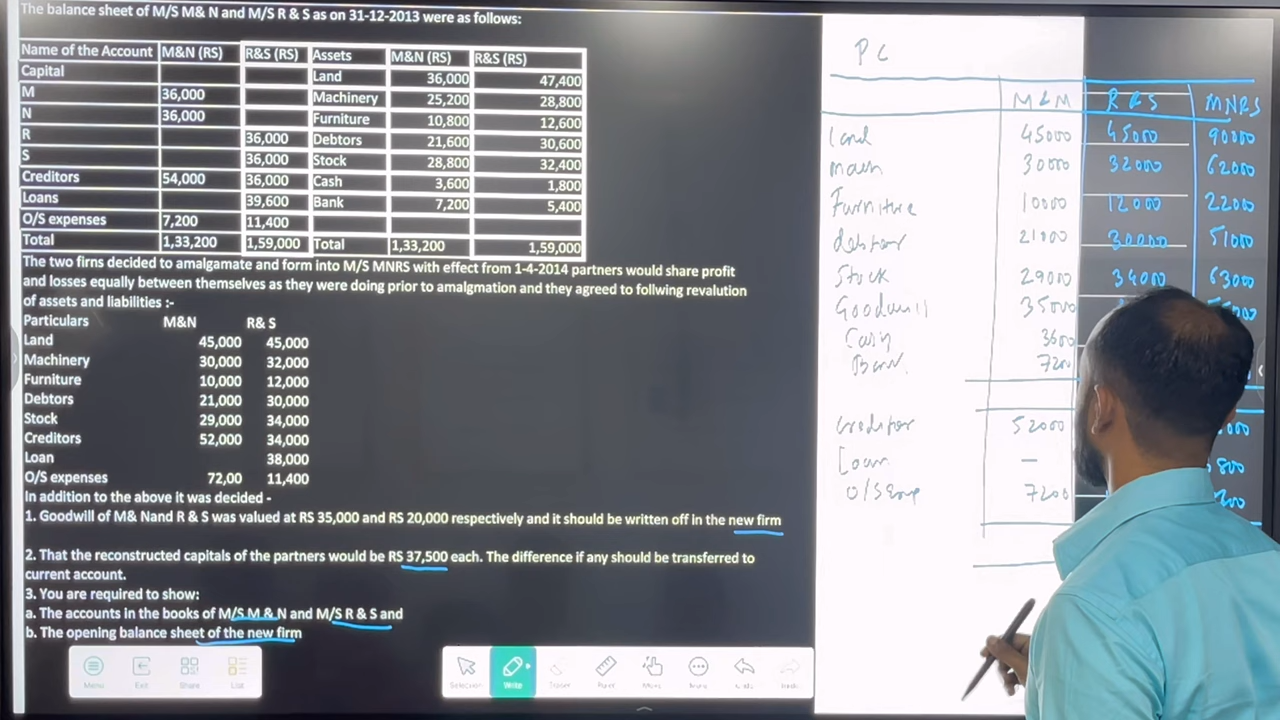 The balance sheet of M/S M& N and M/S R & S as on 31-12-2013 were as follows:
Name of the Account M&N (RS) R&S (RS) Assets M&N (RS) R&S (RS)
Capital Land 36,000 47,400
M 36,000 Machinery 25,200 28,800
N 36,000 Furniture 10,800 12,600
R 36,000 Debtors 21,600 30,600
S 36,000 Stock 28,800 32,400
Creditors 54,000 36,000 Cash 3,600 1,800
Loans 39,600 Bank 7,200 5,400
O/S expenses 7,200 11,400
Total 1,33,200 1,59,000 Total 1,33,200 1,59,000
The two firns decided to amalgamate and form into M/S MNRS with effect from 1-4-2014 partners would share profit
and losses equally between themselves as they were doing prior to amalgmation and they agreed to follwing revalution
of assets and liabilities :-
Particulars M&N R& S
Land 45,000 45,000
Machinery 30,000 32,000
Furniture 10,000 12,000
Debtors 21,000 30,000
Stock 29,000 34,000
Creditors 52,000 34,000
Loan 38,000
O/S expenses 72,00 11,400
In addition to the above it was decided -
1. Goodwill of M& Nand R & S was valued at RS 35,000 and RS 20,000 respectively and it should be written off in the new firm
2. That the reconstructed capitals of the partners would be RS 37,500 each. The difference if any should be transferred to
current account.
3. You are required to show:
a. The accounts in the books of M/S M & N and M/S R & S and
b. The opening balance sheet of the new firm
Menu Exit Share List
Selection Write Eraser More Undo Redo
PC
M&M R&S MNRS
Land 45000 45000 90000
mach 30000 32000 62000
Furniture 10000 12000 22000
debtor 21000 30000 51000
Stock 29000 34000 63000
Goodwill 35000
Cash 3600
Bank 7200
Creditor 52000
Loan —
O/S Exp 7200